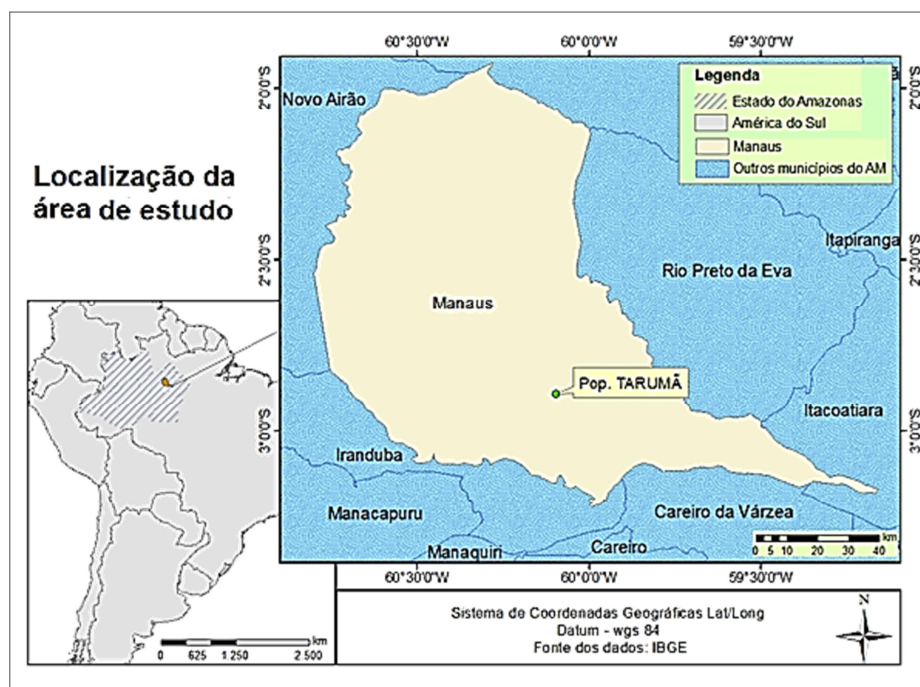 Localização da
área de estudo
60°30'0"W 60°0'0"W 59°30'0"W
2°0'0"S
2°30'0"S
3°0'0"S
2°0'0"S
2°30'0"S
3°0'0"S
Legenda
Estado do Amazonas
América do Sul
Manaus
Outros municípios do AM
Novo Airão
Itapiranga
Rio Preto da Eva
Manaus
Pop. TARUMÃ
Itacoatiara
Iranduba
Manacapuru
Careiro da Várzea
Manaquiri
Careiro
km
0 5 10 20 30 40
60°30'0"W 60°0'0"W 59°30'0"W
km
0 625 1 250 2 500
Sistema de Coordenadas Geográficas Lat/Long
Datum - wgs 84
Fonte dos dados: IBGE
N